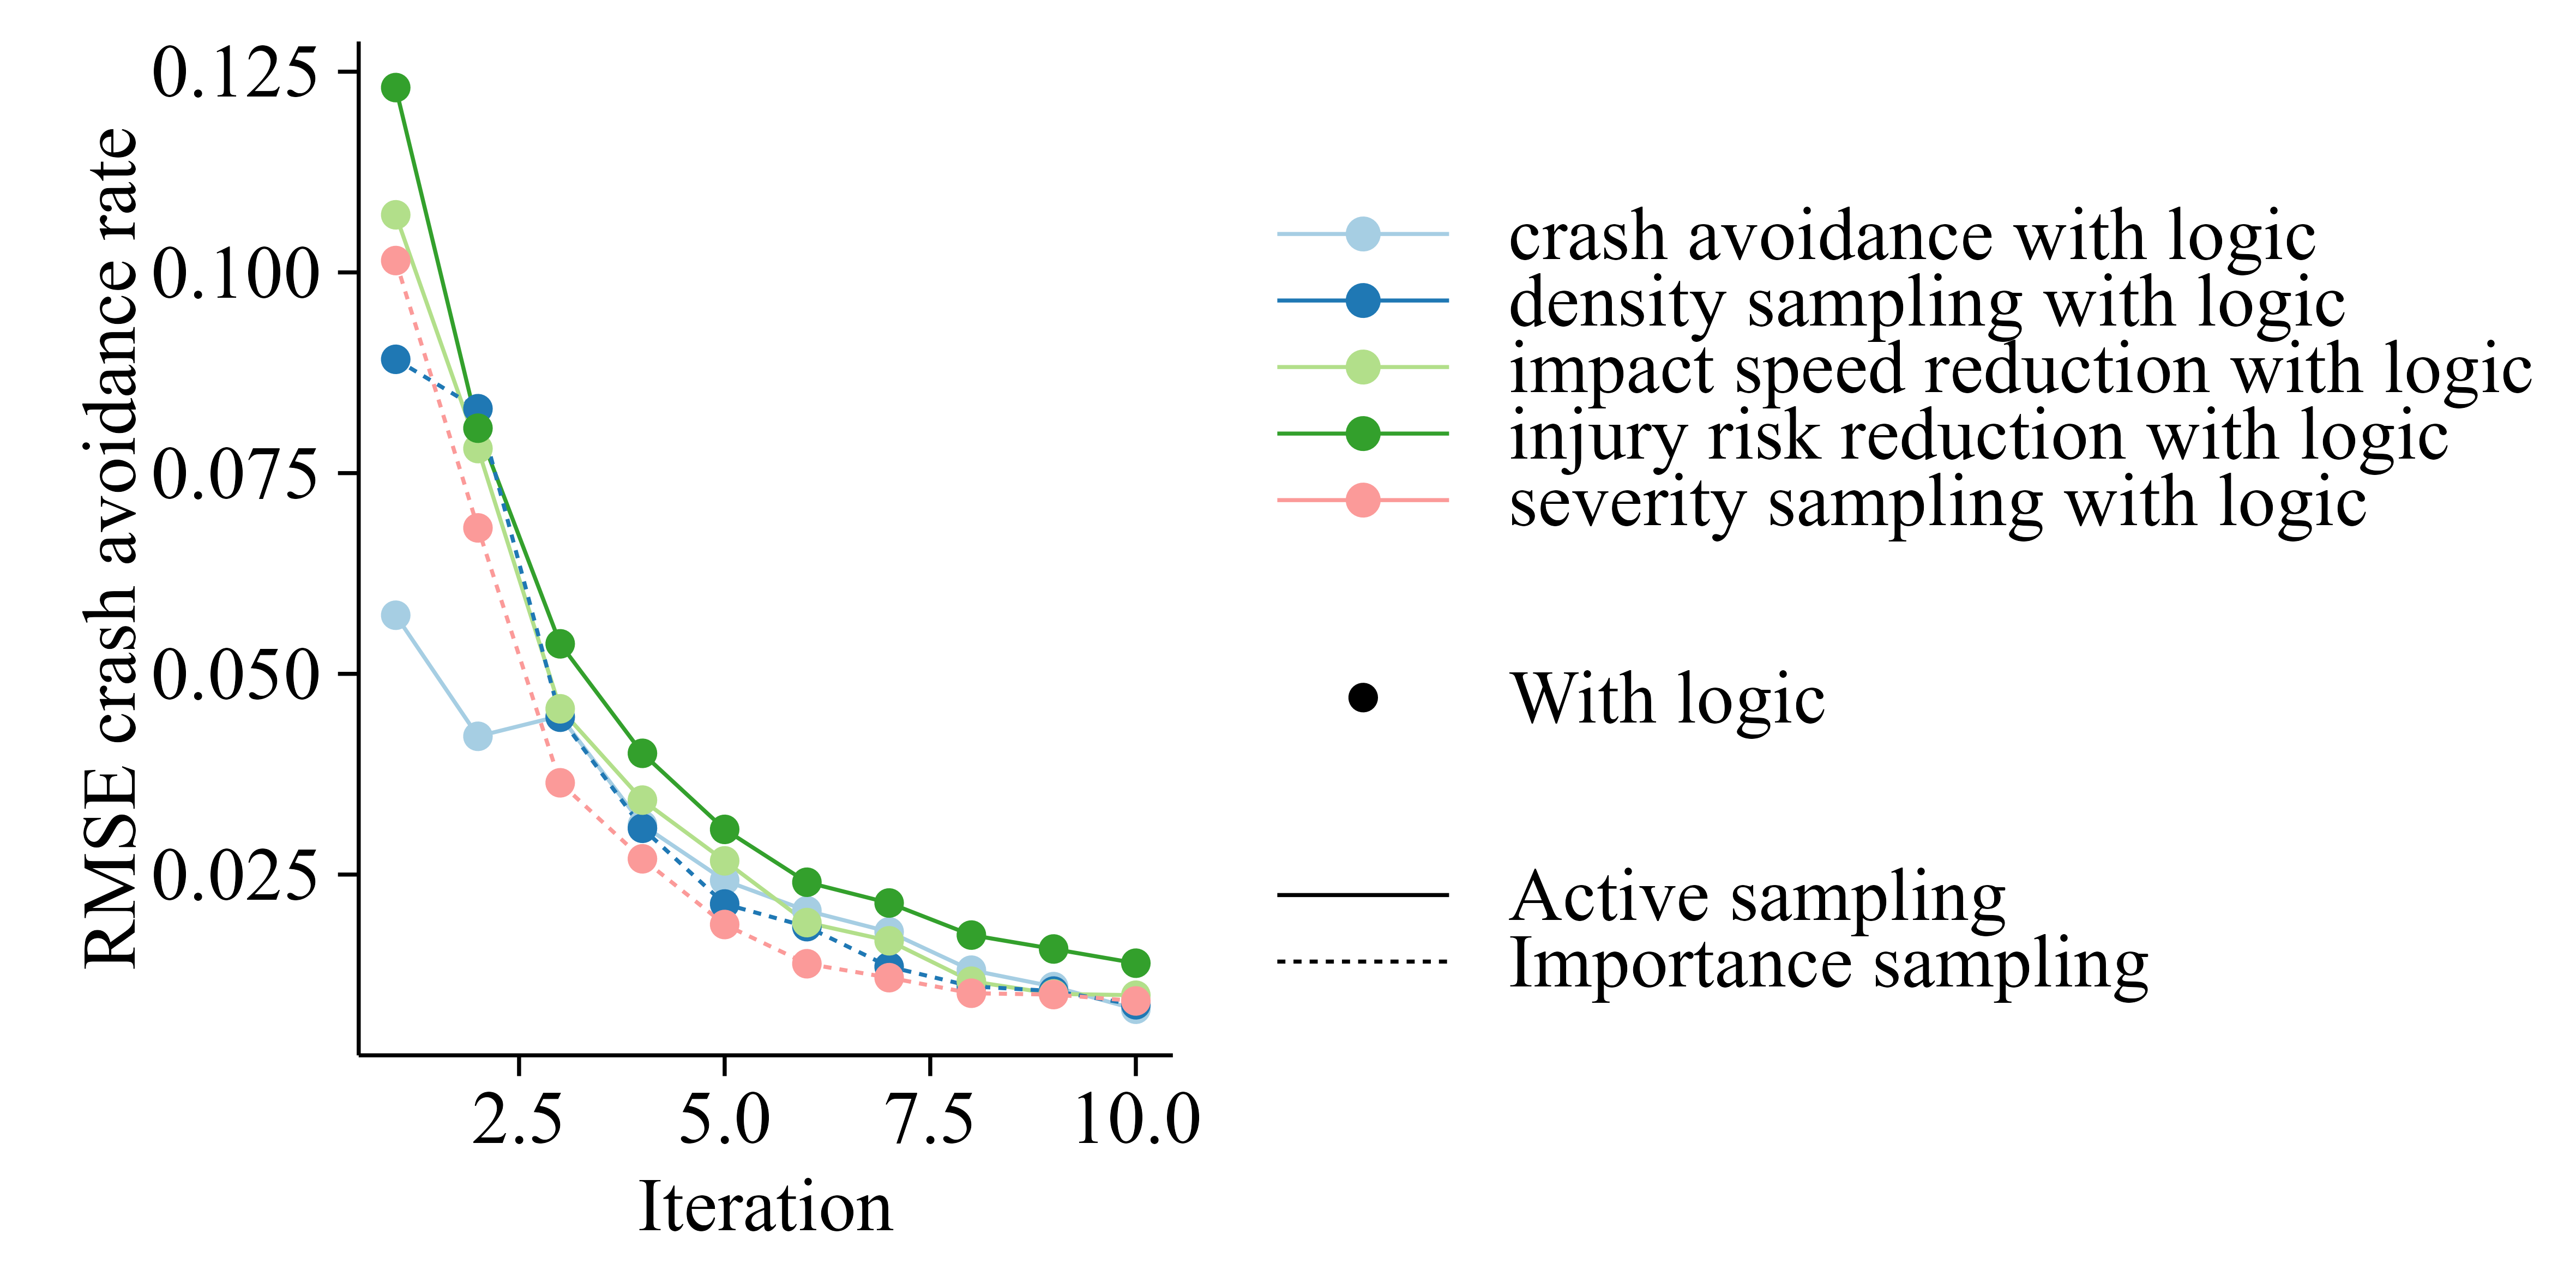 0.125
0.100
0.075
0.050
0.025
RMSE crash avoidance rate
2.5 5.0 7.5 10.0
Iteration
crash avoidance with logic
density sampling with logic
impact speed reduction with logic
injury risk reduction with logic
severity sampling with logic
With logic
Active sampling
Importance sampling